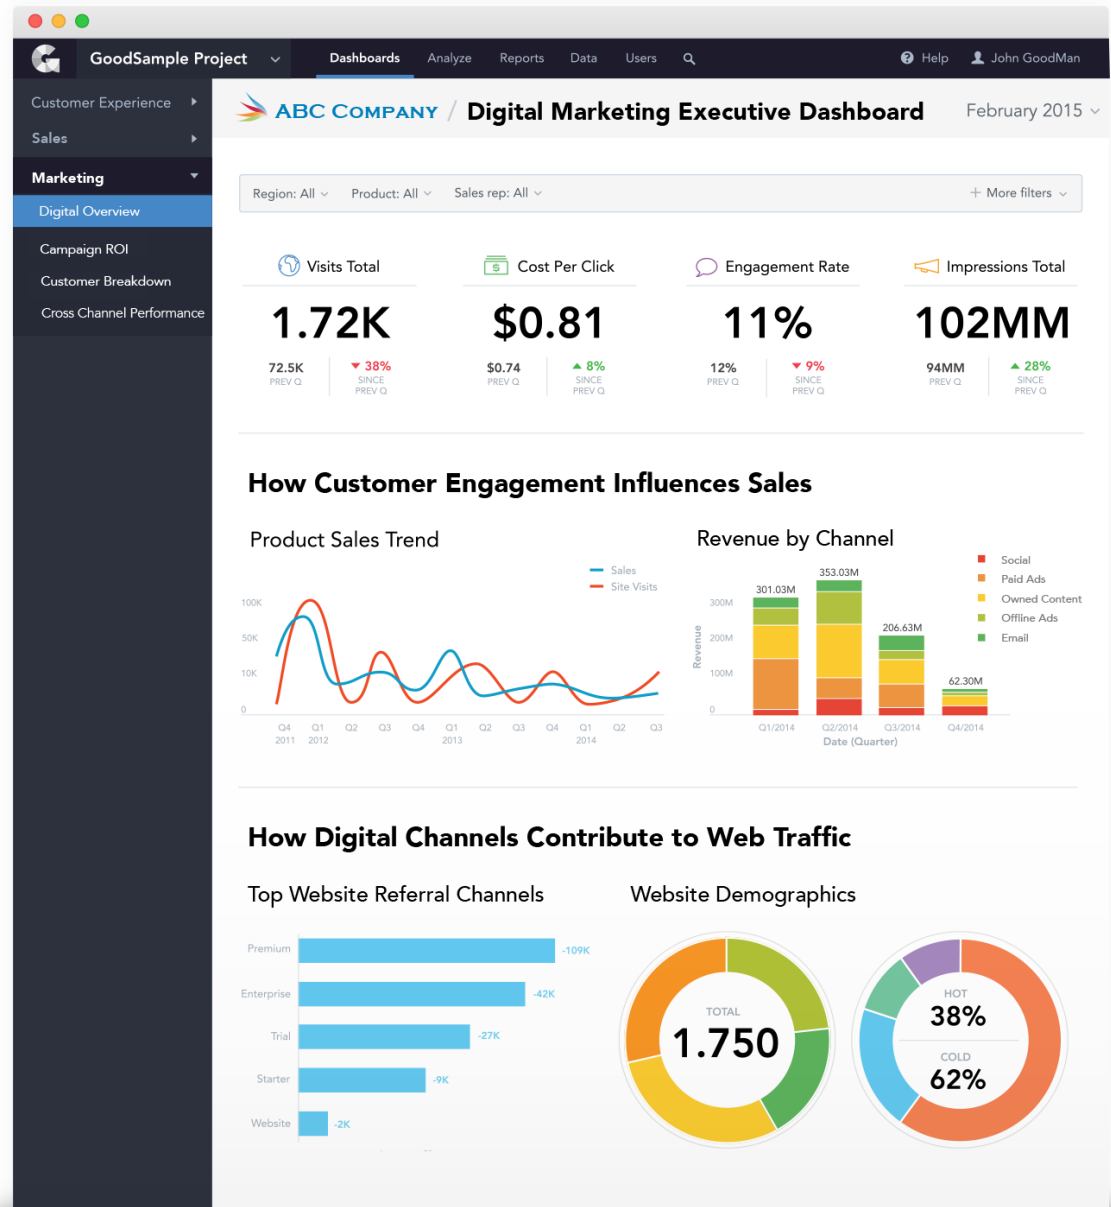 GoodSample Project
Dashboards
Analyze
Reports
Data
Users
Help
John GoodMan
Customer Experience
Sales
Marketing
Digital Overview
Campaign ROI
Customer Breakdown
Cross Channel Performance
ABC COMPANY / Digital Marketing Executive Dashboard
February 2015
Region: All
Product: All
Sales rep: All
+ More filters
Visits Total
1.72K
72.5K
PREV Q
▼ 38%
SINCE
PREV Q
Cost Per Click
$0.81
$0.74
PREV Q
▲ 8%
SINCE
PREV Q
Engagement Rate
11%
12%
PREV Q
▼ 9%
SINCE
PREV Q
Impressions Total
102MM
94MM
PREV Q
▲ 28%
SINCE
PREV Q
How Customer Engagement Influences Sales
Product Sales Trend
Sales
Site Visits
100K
50K
10K
0
Q4 Q1 Q2 Q3 Q4 Q1 Q2 Q3 Q4 Q1 Q2 Q3
2011 2012 2013 2014
Revenue by Channel
Social
Paid Ads
Owned Content
Offline Ads
Email
Revenue
300M
200M
100M
0
301.03M
353.03M
206.63M
62.30M
Q1/2014 Q2/2014 Q3/2014 Q4/2014
Date (Quarter)
How Digital Channels Contribute to Web Traffic
Top Website Referral Channels
Premium -109K
Enterprise -42K
Trial -27K
Starter -9K
Website -2K
Website Demographics
TOTAL
1.750
HOT
38%
COLD
62%